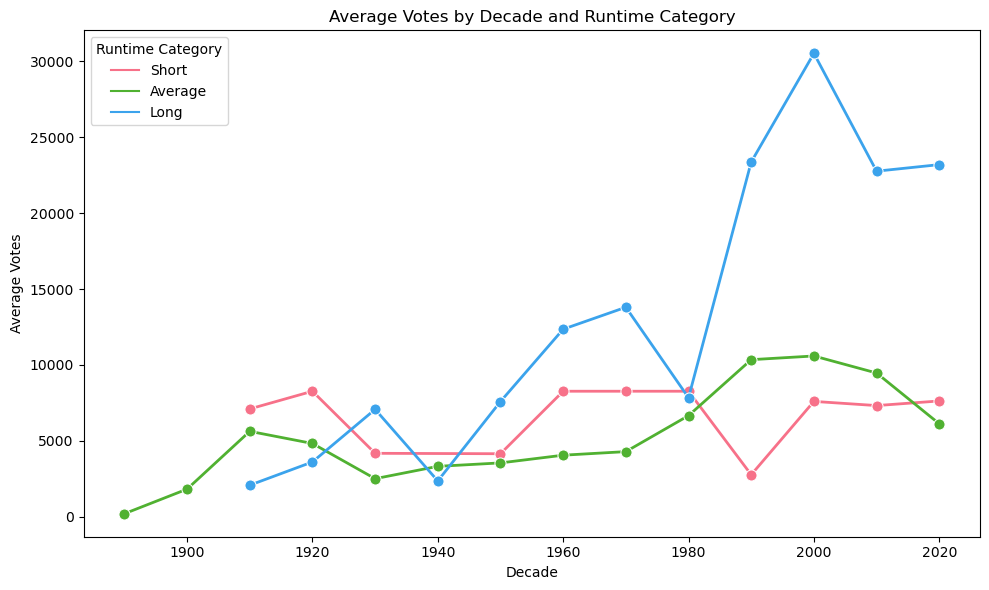 Average Votes by Decade and Runtime Category
Runtime Category
Short
Average
Long
30000
25000
20000
15000
10000
5000
0
Average Votes
1900
1920
1940
1960
1980
2000
2020
Decade